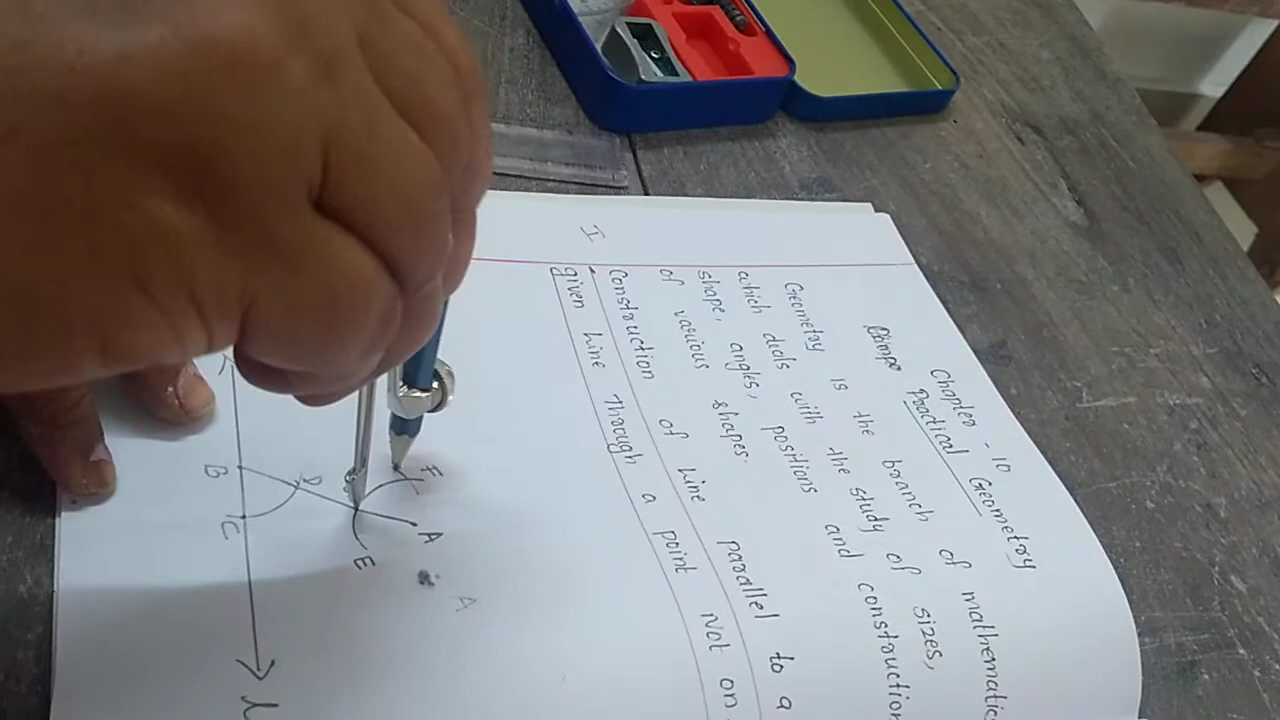 Chapter - 10
Practical Geometry
Geometry is the branch of mathematics
which deals with the study of sizes,
shape, angles, positions and construction
of various shapes.
I
Construction of Line parallel to a
given Line Through a point Not on
F
A
A
D
E
B
C
l